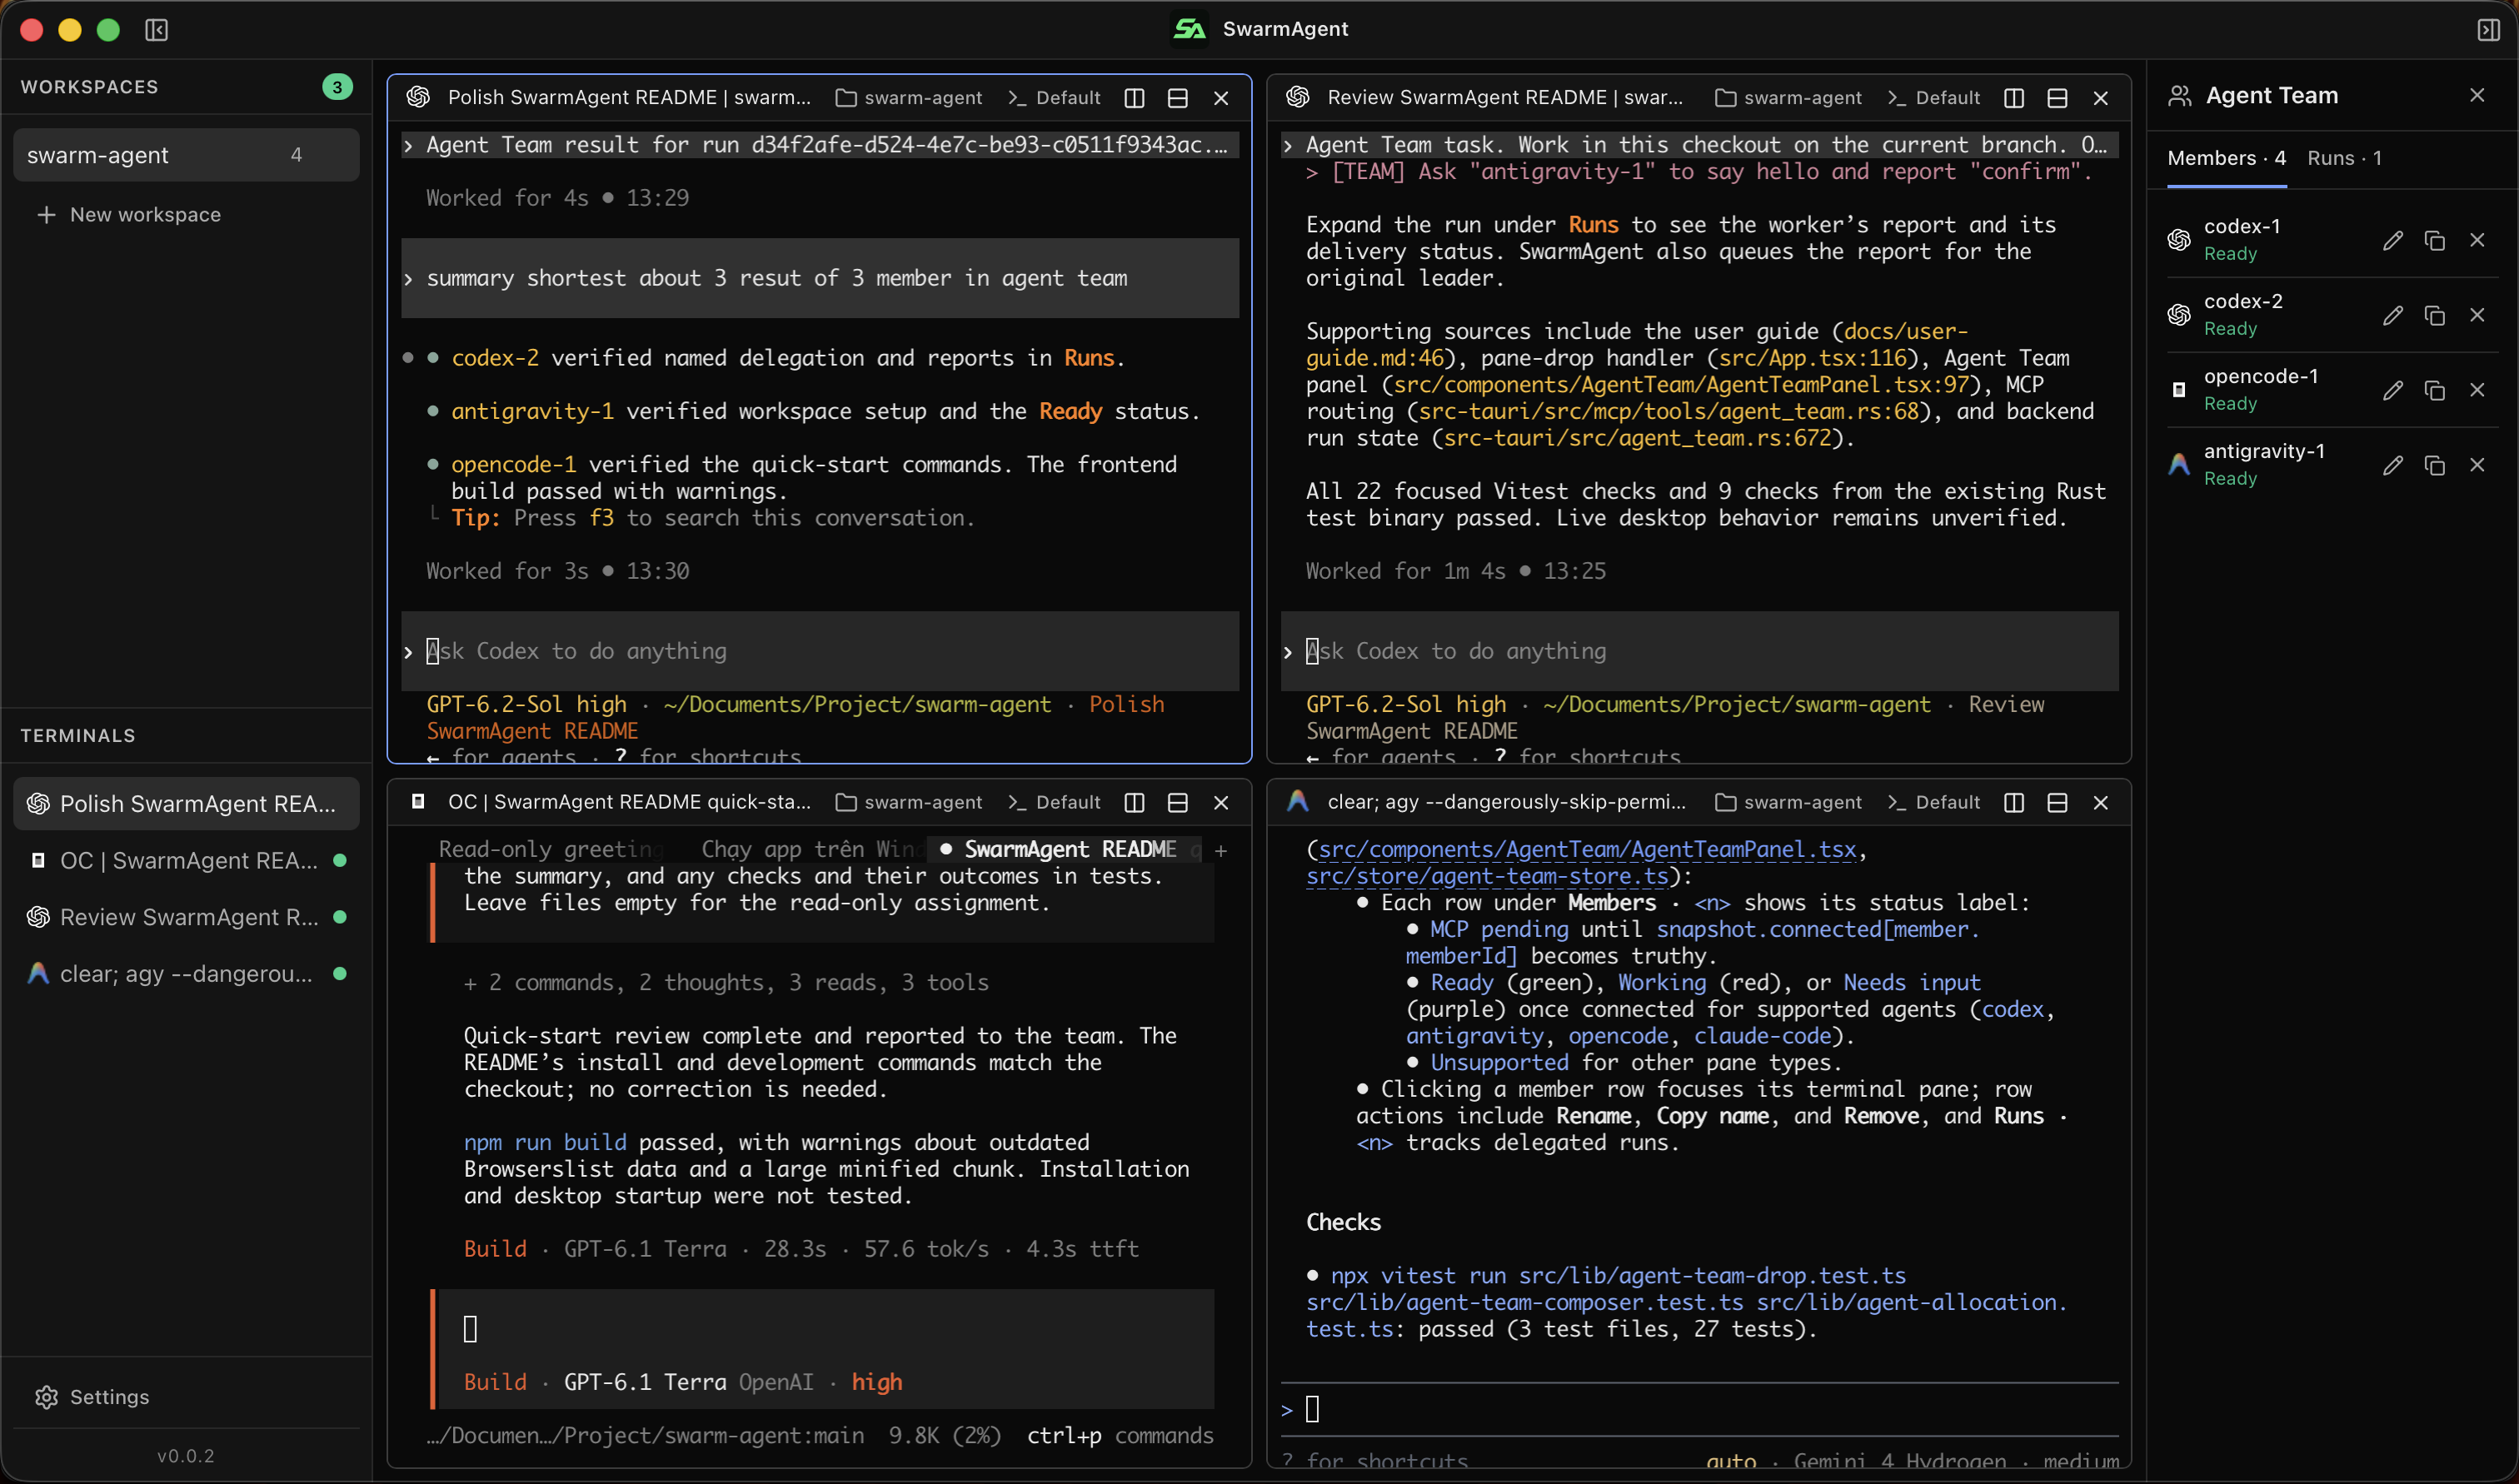 SwarmAgent
WORKSPACES 3
swarm-agent 4
+ New workspace
TERMINALS
Polish SwarmAgent REA...
OC | SwarmAgent REA...
Review SwarmAgent R...
clear; agy --dangerou...
Settings
v0.0.2
Polish SwarmAgent README | swarm... swarm-agent >_ Default
› Agent Team result for run d34f2afe-d524-4e7c-be93-c0511f9343ac.…
Worked for 4s • 13:29
› summary shortest about 3 resut of 3 member in agent team
• • codex-2 verified named delegation and reports in Runs.
• antigravity-1 verified workspace setup and the Ready status.
• opencode-1 verified the quick-start commands. The frontend
build passed with warnings.
└ Tip: Press f3 to search this conversation.
Worked for 3s • 13:30
› Ask Codex to do anything
GPT-6.2-Sol high · ~/Documents/Project/swarm-agent · Polish
SwarmAgent README
← for agents · ? for shortcuts
Review SwarmAgent README | swar... swarm-agent >_ Default
› Agent Team task. Work in this checkout on the current branch. O…
> [TEAM] Ask "antigravity-1" to say hello and report "confirm".
Expand the run under Runs to see the worker’s report and its
delivery status. SwarmAgent also queues the report for the
original leader.
Supporting sources include the user guide (docs/user-
guide.md:46), pane-drop handler (src/App.tsx:116), Agent Team
panel (src/components/AgentTeam/AgentTeamPanel.tsx:97), MCP
routing (src-tauri/src/mcp/tools/agent_team.rs:68), and backend
run state (src-tauri/src/agent_team.rs:672).
All 22 focused Vitest checks and 9 checks from the existing Rust
test binary passed. Live desktop behavior remains unverified.
Worked for 1m 4s • 13:25
› Ask Codex to do anything
GPT-6.2-Sol high · ~/Documents/Project/swarm-agent · Review
SwarmAgent README
← for agents · ? for shortcuts
OC | SwarmAgent README quick-sta... swarm-agent >_ Default
Read-only greeting Chạy app trên Wind • SwarmAgent README q +
the summary, and any checks and their outcomes in tests.
Leave files empty for the read-only assignment.
+ 2 commands, 2 thoughts, 3 reads, 3 tools
Quick-start review complete and reported to the team. The
README’s install and development commands match the
checkout; no correction is needed.
npm run build passed, with warnings about outdated
Browserslist data and a large minified chunk. Installation
and desktop startup were not tested.
Build · GPT-6.1 Terra · 28.3s · 57.6 tok/s · 4.3s ttft
Build · GPT-6.1 Terra OpenAI · high
…/Documen…/Project/swarm-agent:main 9.8K (2%) ctrl+p commands
clear; agy --dangerously-skip-permi... swarm-agent >_ Default
(src/components/AgentTeam/AgentTeamPanel.tsx,
src/store/agent-team-store.ts):
• Each row under Members · <n> shows its status label:
• MCP pending until snapshot.connected[member.
memberId] becomes truthy.
• Ready (green), Working (red), or Needs input
(purple) once connected for supported agents (codex,
antigravity, opencode, claude-code).
• Unsupported for other pane types.
• Clicking a member row focuses its terminal pane; row
actions include Rename, Copy name, and Remove, and Runs ·
<n> tracks delegated runs.
Checks
• npx vitest run src/lib/agent-team-drop.test.ts
src/lib/agent-team-composer.test.ts src/lib/agent-allocation.
test.ts: passed (3 test files, 27 tests).
>
? for shortcuts auto · Gemini 4 Hydrogen · medium
Agent Team
Members · 4 Runs · 1
codex-1
Ready
codex-2
Ready
opencode-1
Ready
antigravity-1
Ready